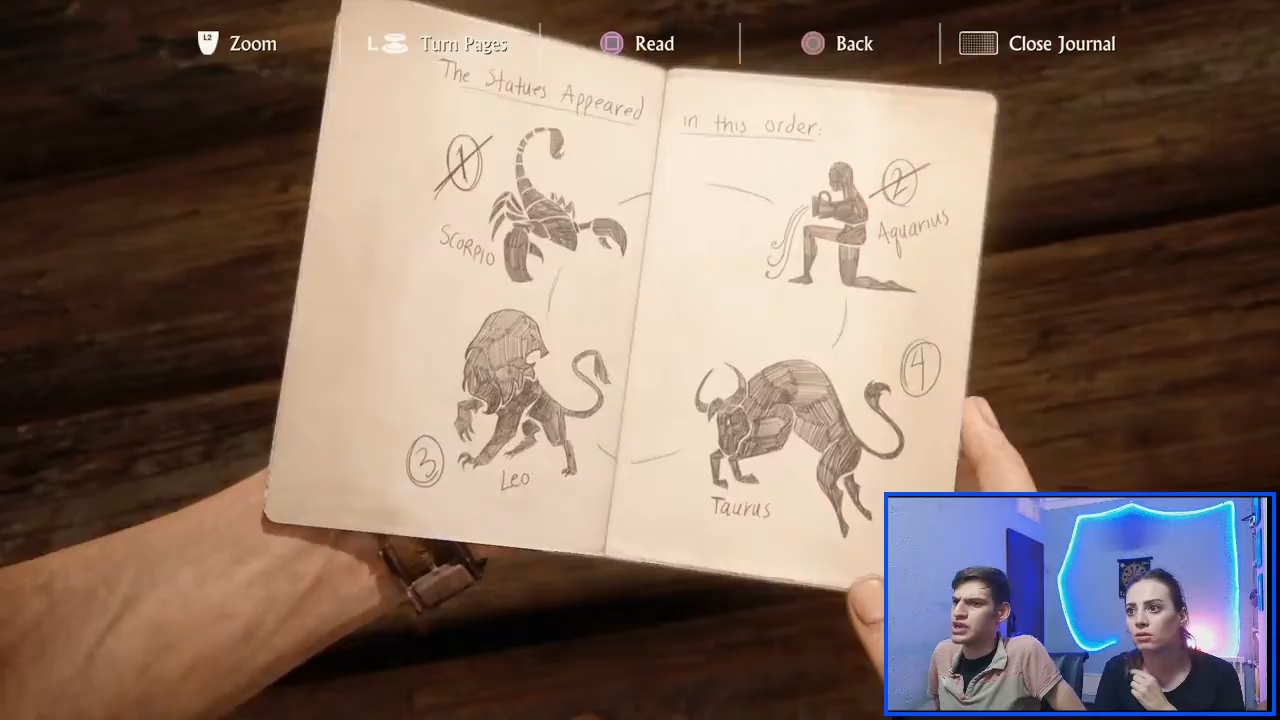 L2 Zoom
L Turn Pages
Read
Back
Close Journal
The Statues Appeared
in this order:
1
SCORPIO
2
Aquarius
3
Leo
4
Taurus